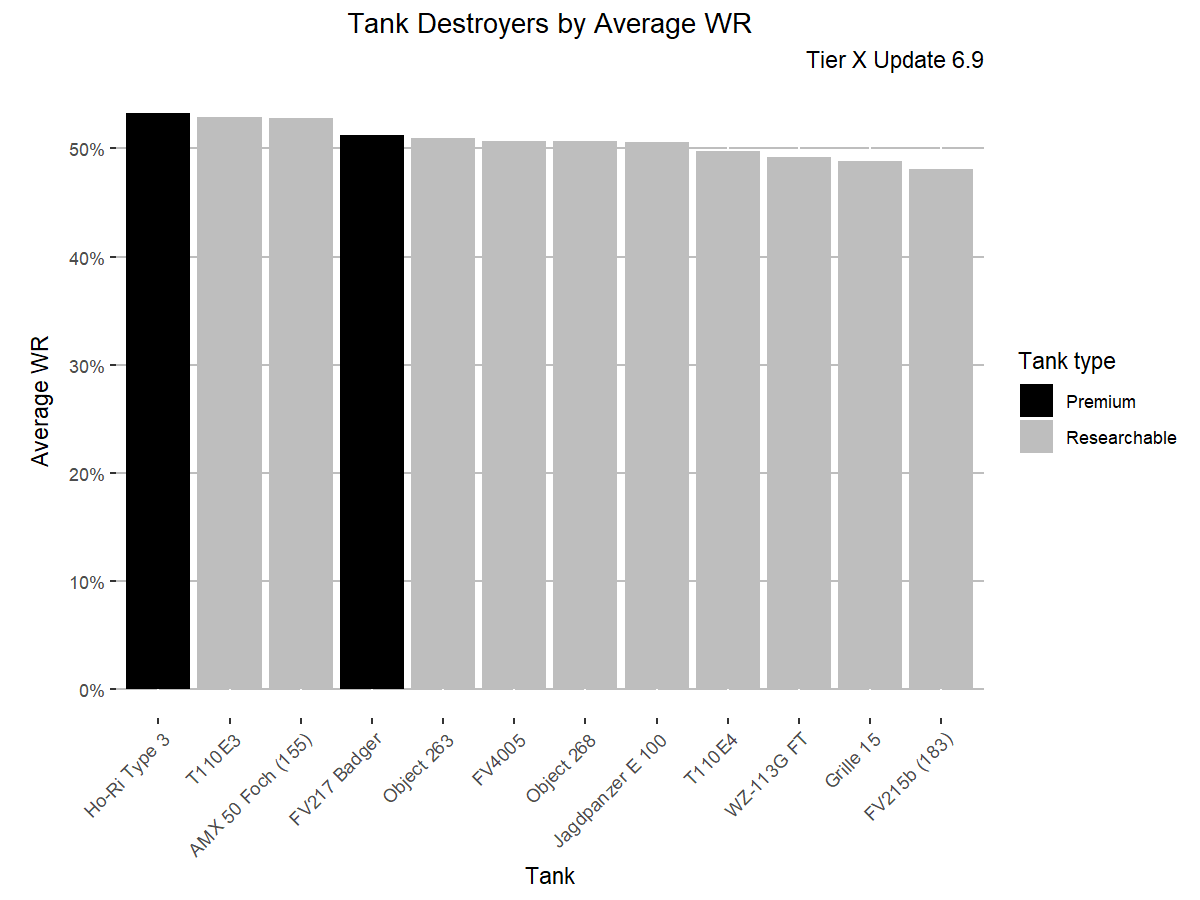 Tank Destroyers by Average WR
Tier X Update 6.9
Average WR
50%
40%
30%
20%
10%
0%
Ho-Ri Type 3
T110E3
AMX 50 Foch (155)
FV217 Badger
Object 263
FV4005
Object 268
Jagdpanzer E 100
T110E4
WZ-113G FT
Grille 15
FV215b (183)
Tank
Tank type
Premium
Researchable